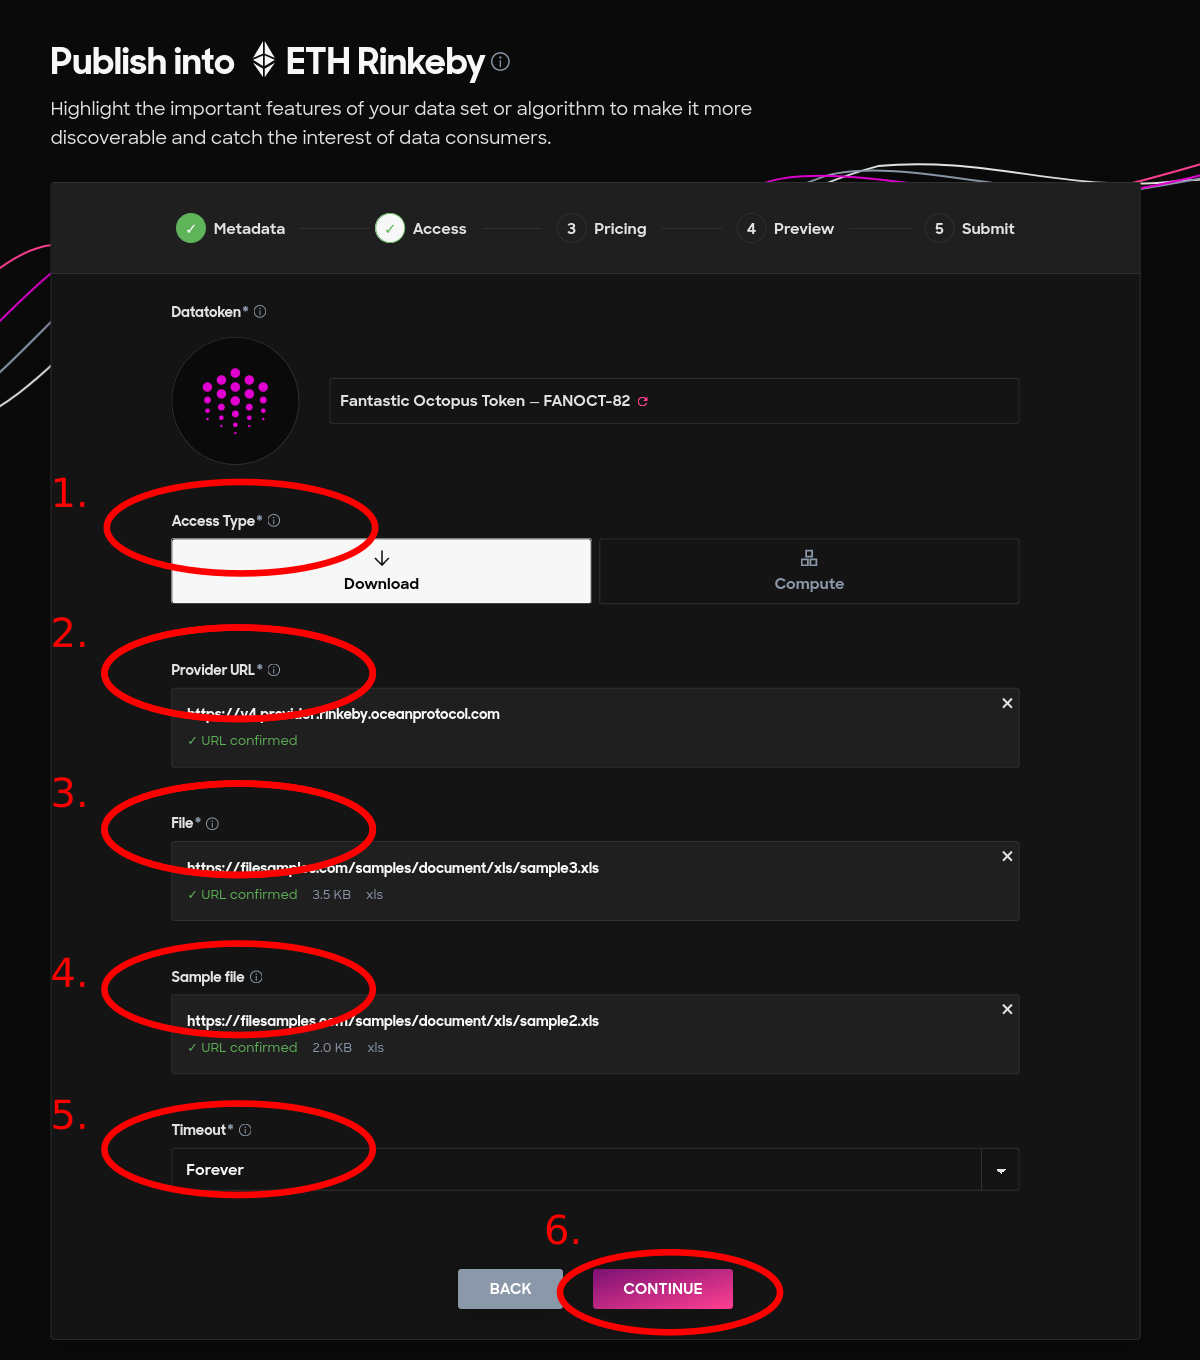 Publish into ETH Rinkeby
Highlight the important features of your data set or algorithm to make it more
discoverable and catch the interest of data consumers.
✓ Metadata ✓ Access 3 Pricing 4 Preview 5 Submit
Datatoken*
Fantastic Octopus Token — FANOCT-82
1.
Access Type*
Download
Compute
2.
Provider URL*
https://v4.provider.rinkeby.oceanprotocol.com
✓ URL confirmed
3.
File*
https://filesamples.com/samples/document/xls/sample3.xls
✓ URL confirmed 3.5 KB xls
4.
Sample file
https://filesamples.com/samples/document/xls/sample2.xls
✓ URL confirmed 2.0 KB xls
5.
Timeout*
Forever
6.
BACK CONTINUE